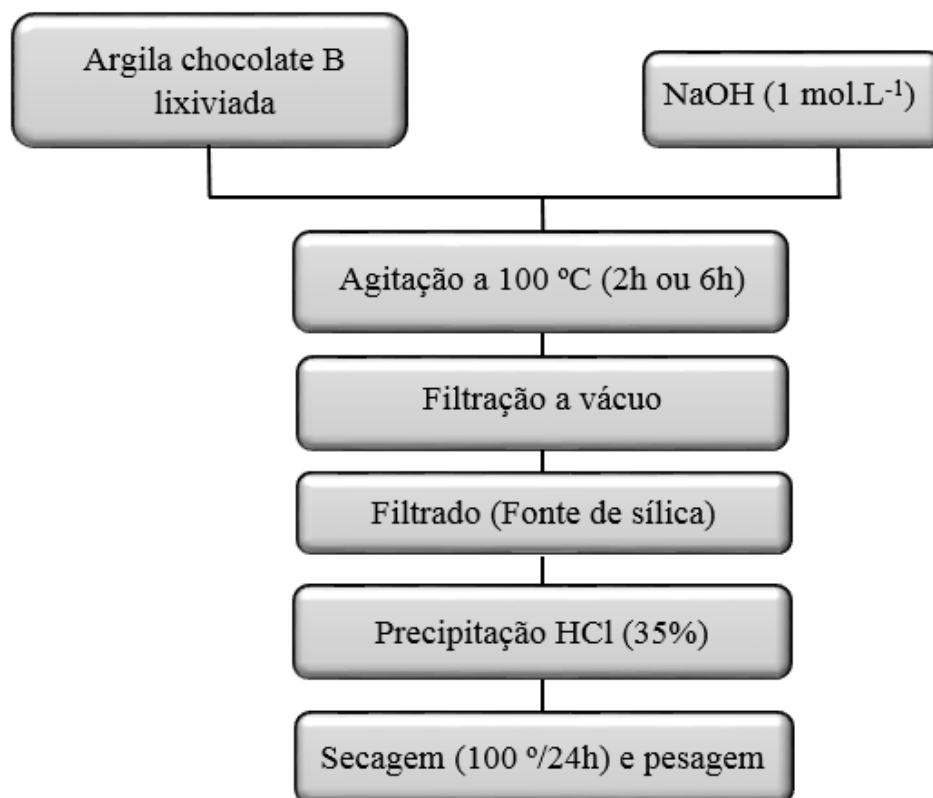 Argila chocolate B
lixiviada
NaOH (1 mol.L⁻¹)
Agitação a 100 ºC (2h ou 6h)
Filtração a vácuo
Filtrado (Fonte de sílica)
Precipitação HCl (35%)
Secagem (100 º/24h) e pesagem